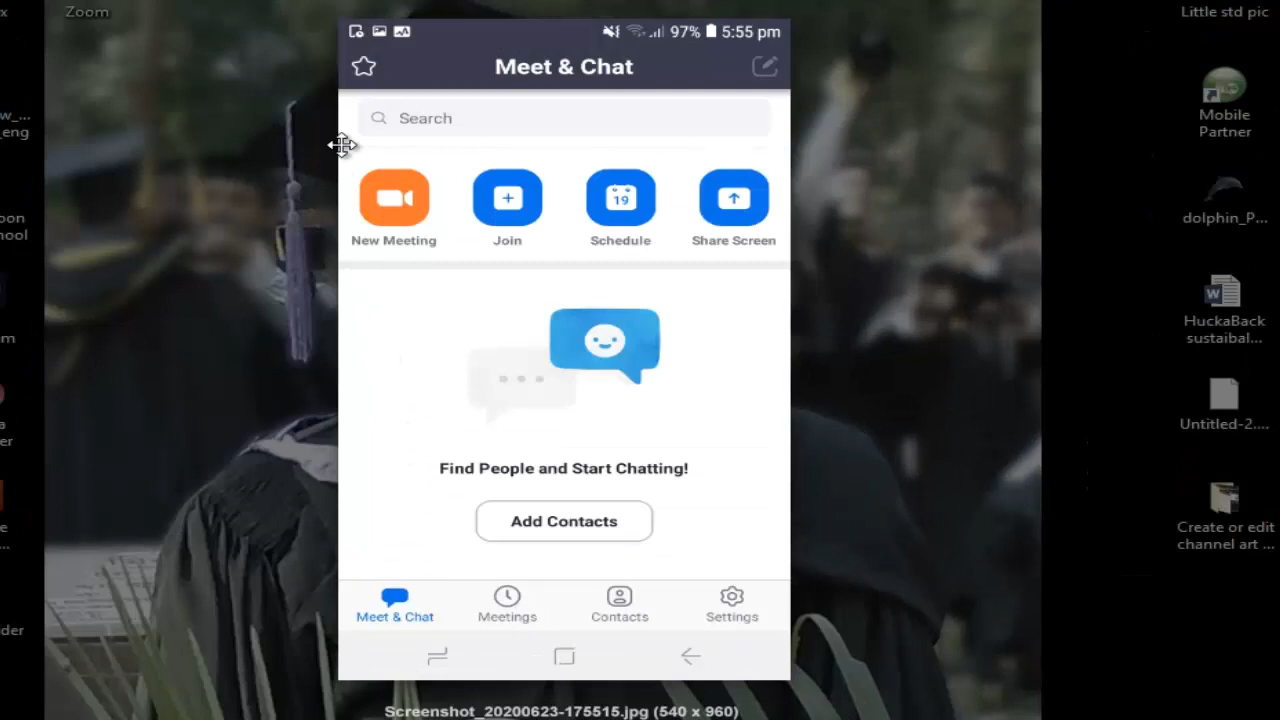 Zoom
Little std pic
97% 5:55 pm
Meet & Chat
Search
19
New Meeting
Join
Schedule
Share Screen
Find People and Start Chatting!
Add Contacts
Meet & Chat
Meetings
Contacts
Settings
Screenshot_20200623-175515.jpg (540 x 960)
Mobile
Partner
dolphin_P...
W
HuckaBack
sustaibal...
Untitled-2....
Create or edit
channel art ...